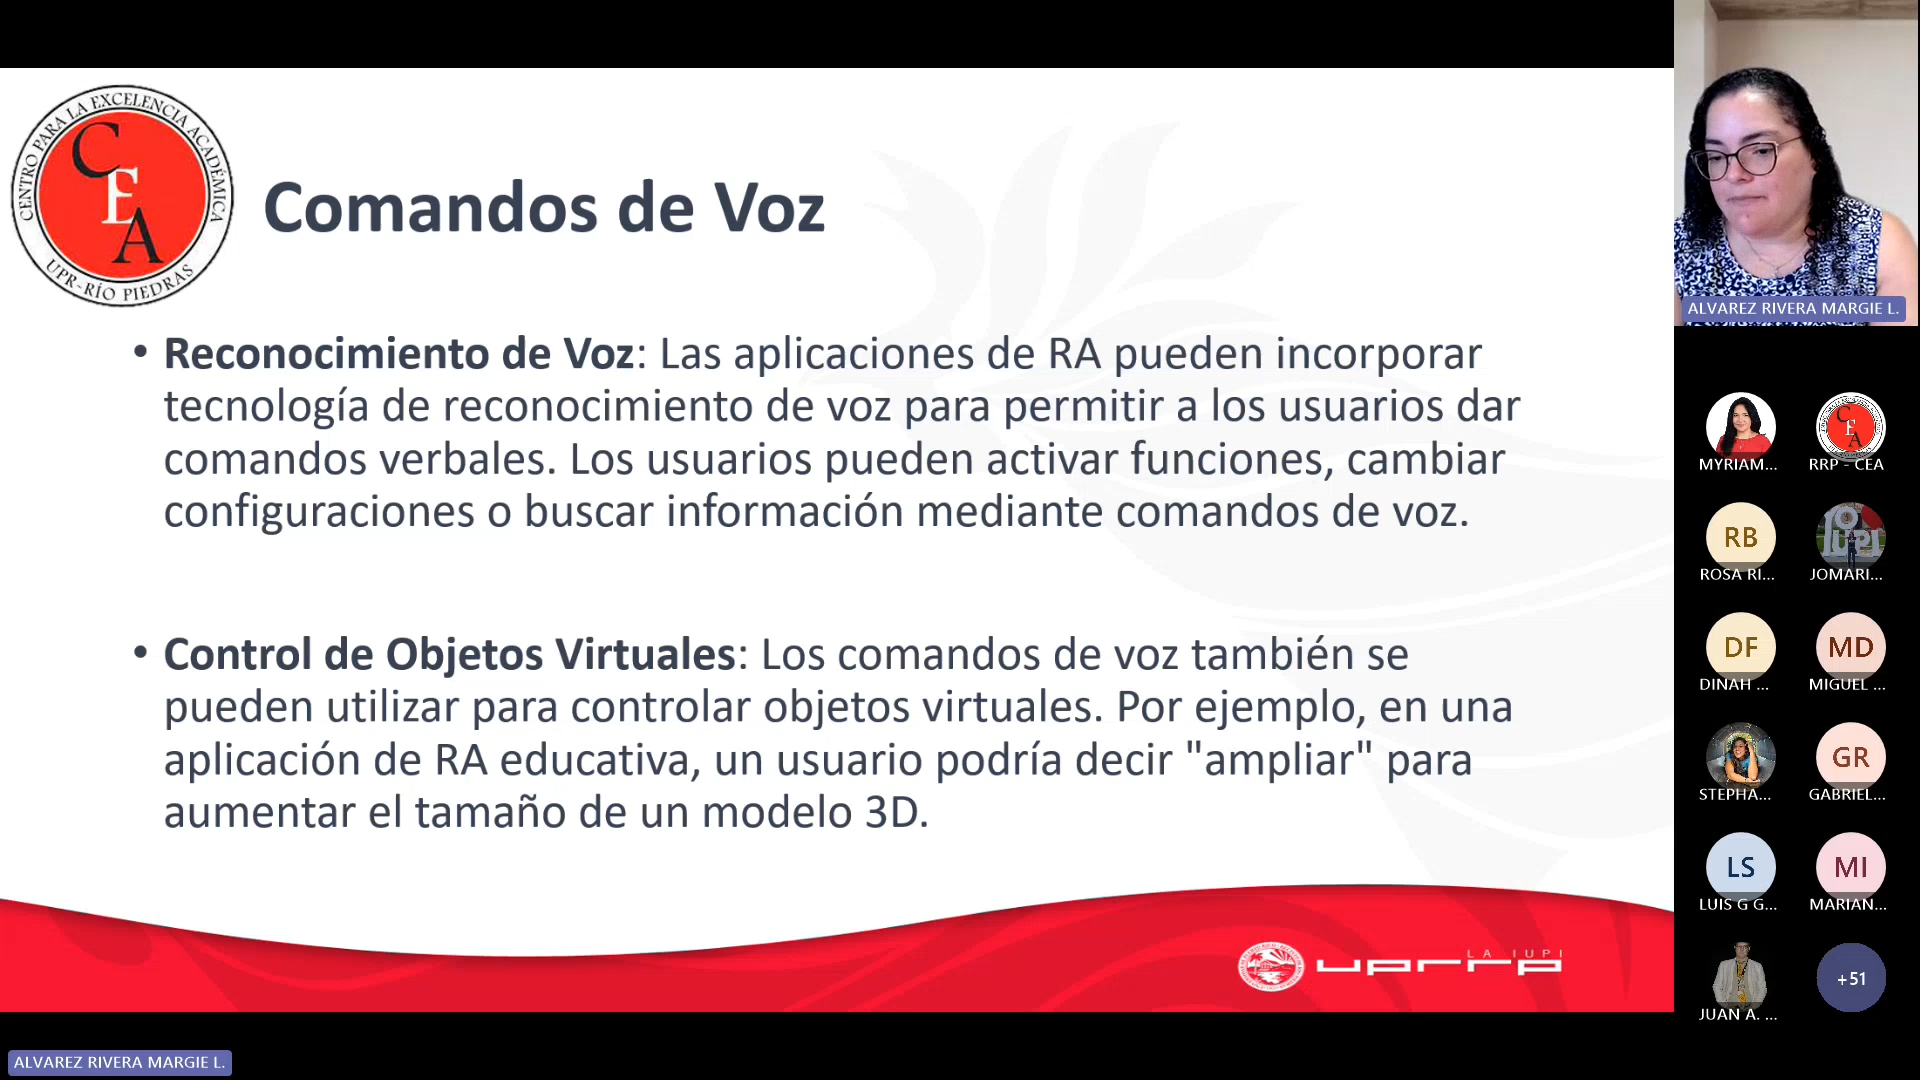 CENTRO PARA LA EXCELENCIA ACADÉMICA
CEA
UPR-RÍO PIEDRAS
Comandos de Voz
• Reconocimiento de Voz: Las aplicaciones de RA pueden incorporar
tecnología de reconocimiento de voz para permitir a los usuarios dar
comandos verbales. Los usuarios pueden activar funciones, cambiar
configuraciones o buscar información mediante comandos de voz.
• Control de Objetos Virtuales: Los comandos de voz también se
pueden utilizar para controlar objetos virtuales. Por ejemplo, en una
aplicación de RA educativa, un usuario podría decir "ampliar" para
aumentar el tamaño de un modelo 3D.
LA IUPI
uprrp
ALVAREZ RIVERA MARGIE L.
ALVAREZ RIVERA MARGIE L.
MYRIAM...
CEA
RRP - CEA
RB
ROSA RI...
IUPI
JOMARI...
DF
DINAH ...
MD
MIGUEL ...
STEPHA...
GR
GABRIEL...
LS
LUIS G G...
MI
MARIAN...
JUAN A. ...
+51